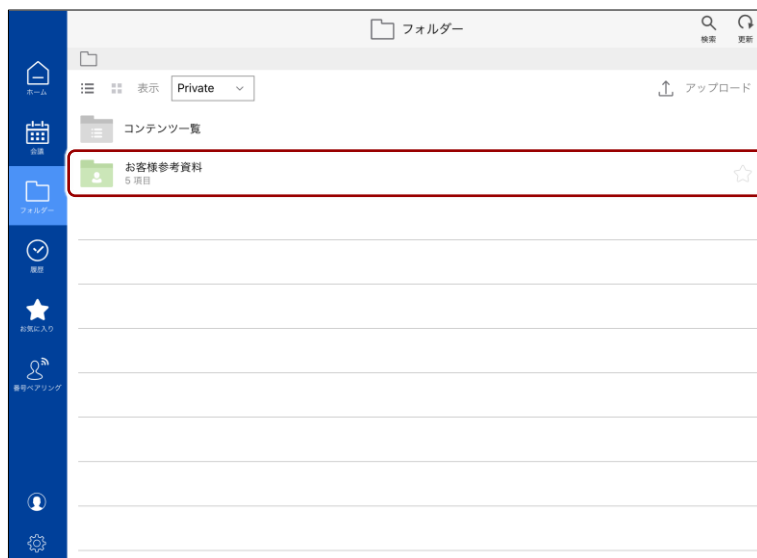 フォルダー
検索
更新
ホーム
表示
Private
アップロード
コンテンツ一覧
会議
お客様参考資料
5 項目
フォルダー
履歴
お気に入り
番号ペアリング